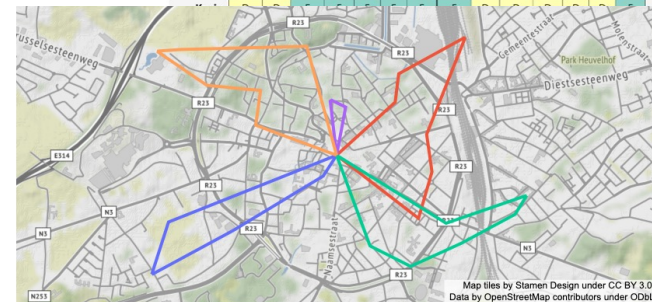 R23
R23
Gemeentestraat
Molenstraat
Park Heuvelhof
Diestsesteenweg
R23
R23
E314
R23
R23
N3
R23
R23
N3
Naamsestraat
N3
R23
N253
Map tiles by Stamen Design under CC BY 3.0
Data by OpenStreetMap contributors under ODbl